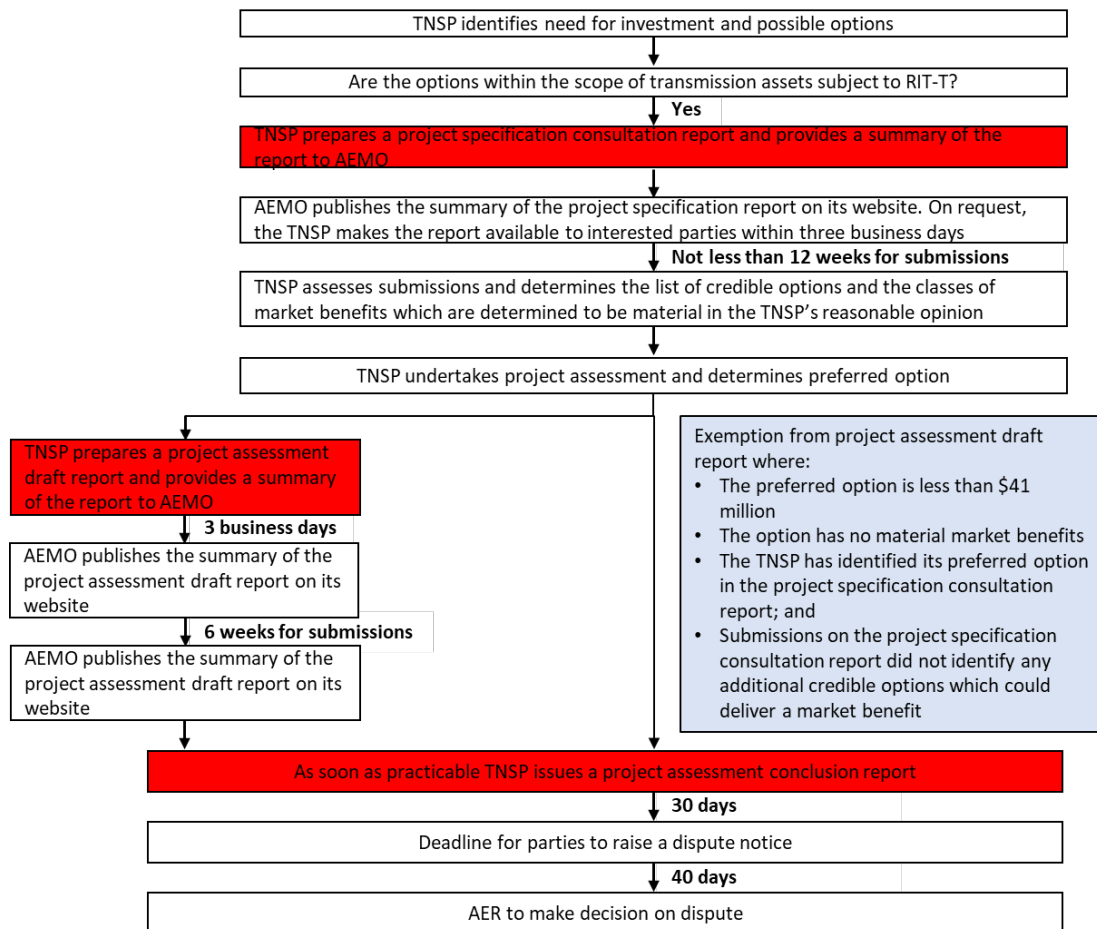 TNSP identifies need for investment and possible options
Are the options within the scope of transmission assets subject to RIT-T?
Yes
TNSP prepares a project specification consultation report and provides a summary of the
report to AEMO
AEMO publishes the summary of the project specification report on its website. On request,
the TNSP makes the report available to interested parties within three business days
Not less than 12 weeks for submissions
TNSP assesses submissions and determines the list of credible options and the classes of
market benefits which are determined to be material in the TNSP's reasonable opinion
TNSP undertakes project assessment and determines preferred option
TNSP prepares a project assessment
draft report and provides a summary
of the report to AEMO
3 business days
AEMO publishes the summary of the
project assessment draft report on its
website
6 weeks for submissions
AEMO publishes the summary of the
project assessment draft report on its
website
Exemption from project assessment draft
report where:
• The preferred option is less than $41
million
• The option has no material market benefits
• The TNSP has identified its preferred option
in the project specification consultation
report; and
• Submissions on the project specification
consultation report did not identify any
additional credible options which could
deliver a market benefit
As soon as practicable TNSP issues a project assessment conclusion report
30 days
Deadline for parties to raise a dispute notice
40 days
AER to make decision on dispute